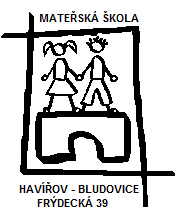 MATEŘSKÁ ŠKOLA
HAVÍŘOV - BLUDOVICE
FRÝDECKÁ 39